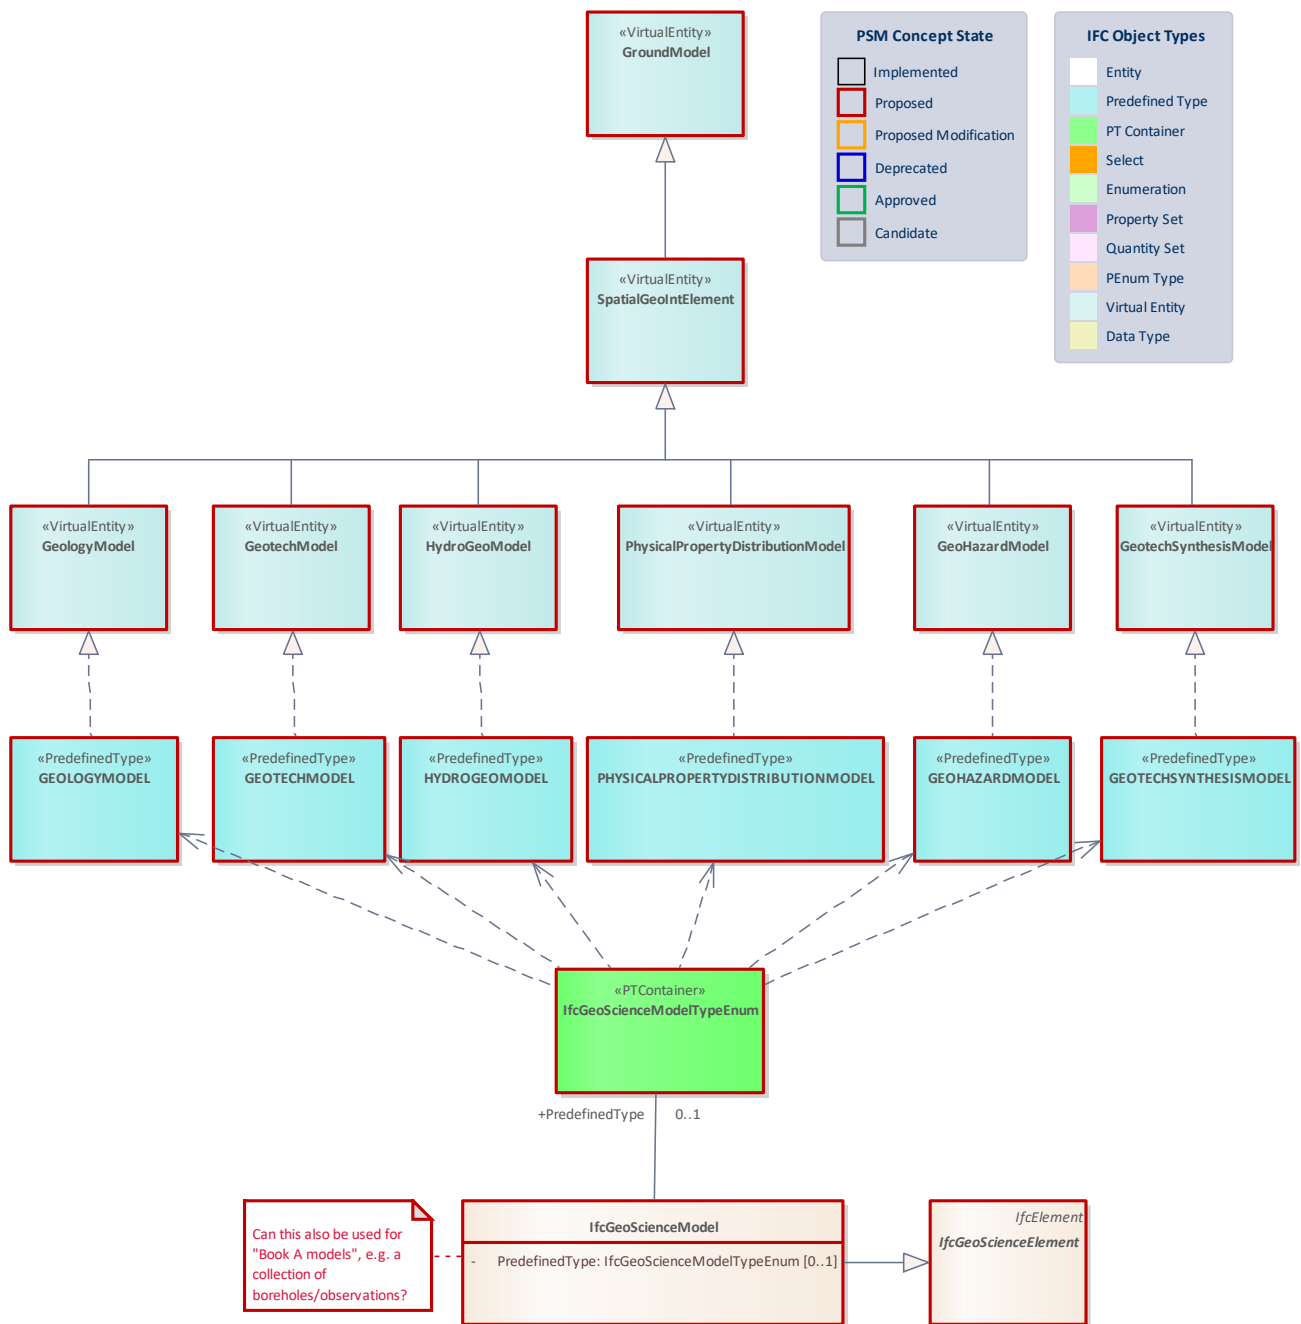 «VirtualEntity»
GroundModel
PSM Concept State
Implemented
Proposed
Proposed Modification
Deprecated
Approved
Candidate
IFC Object Types
Entity
Predefined Type
PT Container
Select
Enumeration
Property Set
Quantity Set
PEnum Type
Virtual Entity
Data Type
«VirtualEntity»
SpatialGeoIntElement
«VirtualEntity»
GeologyModel
«VirtualEntity»
GeotechModel
«VirtualEntity»
HydroGeoModel
«VirtualEntity»
PhysicalPropertyDistributionModel
«VirtualEntity»
GeoHazardModel
«VirtualEntity»
GeotechSynthesisModel
«PredefinedType»
GEOLOGYMODEL
«PredefinedType»
GEOTECHMODEL
«PredefinedType»
HYDROGEOMODEL
«PredefinedType»
PHYSICALPROPERTYDISTRIBUTIONMODEL
«PredefinedType»
GEOHAZARDMODEL
«PredefinedType»
GEOTECHSYNTHESISMODEL
«PTContainer»
IfcGeoScienceModelTypeEnum
+PredefinedType 0..1
Can this also be used for
"Book A models", e.g. a
collection of
boreholes/observations?
IfcGeoScienceModel
- PredefinedType: IfcGeoScienceModelTypeEnum [0..1]
IfcElement
IfcGeoScienceElement